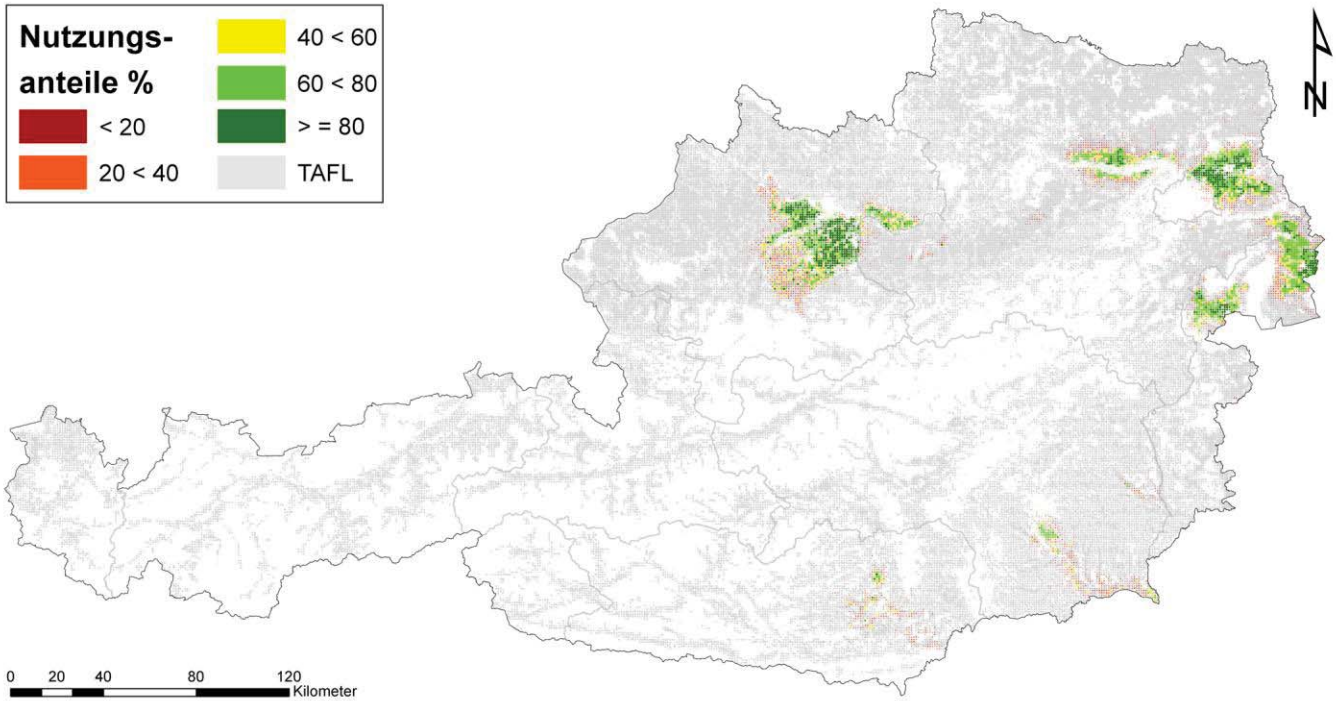 Nutzungs-
anteile %
< 20
20 < 40
40 < 60
60 < 80
> = 80
TAFL
N
0 20 40 80 120
Kilometer